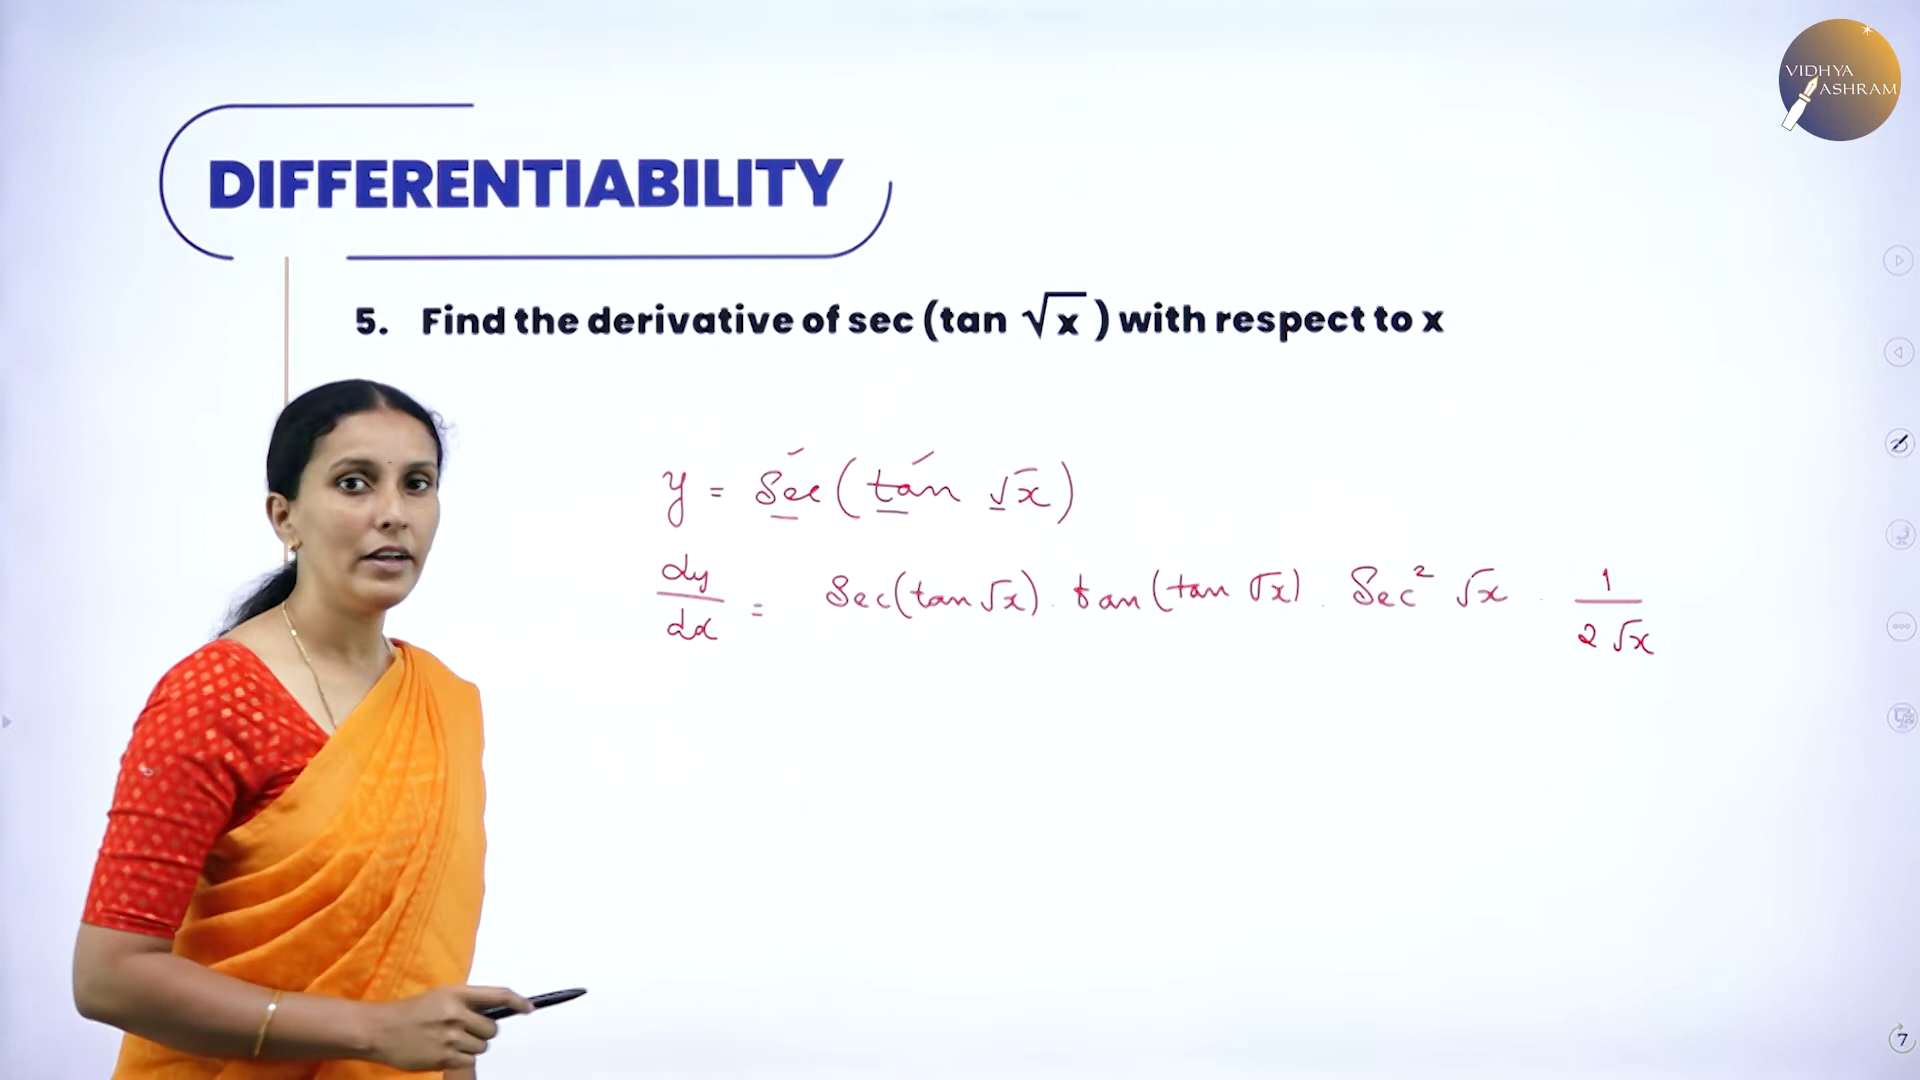 VIDHYA
ASHRAM
DIFFERENTIABILITY
5. Find the derivative of sec (tan √x ) with respect to x
y = Sec(tan √x)
dy/dx = Sec(tan √x) . tan(tan √x) . Sec² √x . 1/(2√x)
7